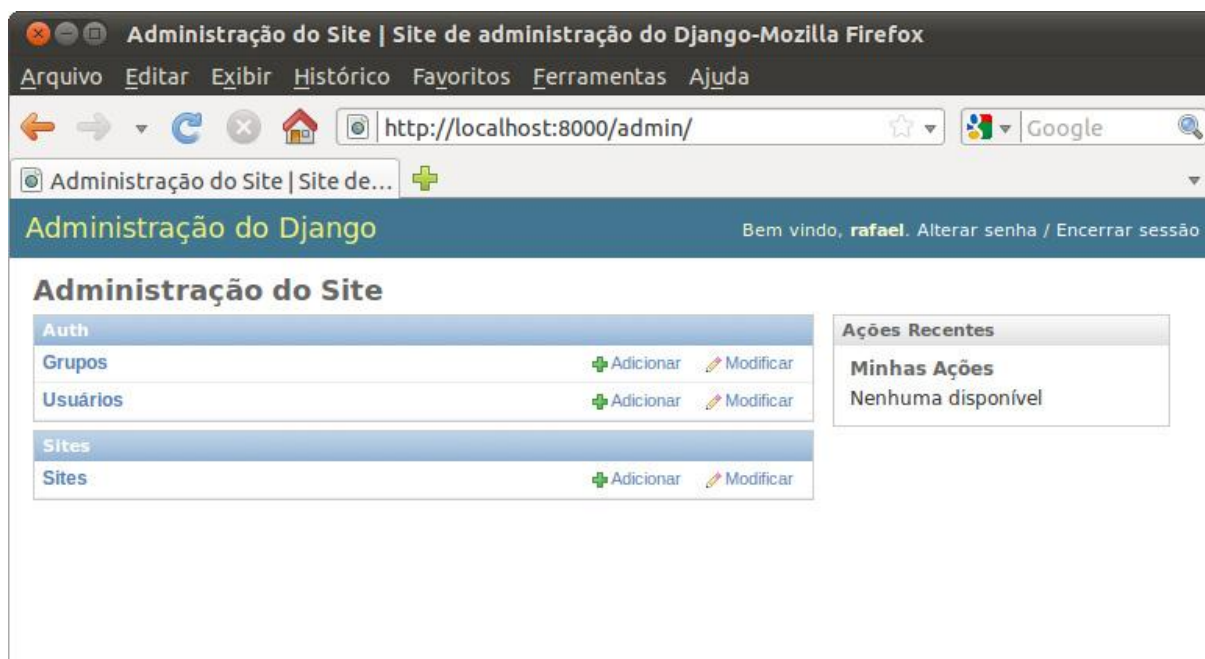 Administração do Site | Site de administração do Django-Mozilla Firefox
Arquivo Editar Exibir Histórico Favoritos Ferramentas Ajuda
http://localhost:8000/admin/ Google
Administração do Site | Site de...
Administração do Django Bem vindo, rafael. Alterar senha / Encerrar sessão
Administração do Site
Auth
Grupos Adicionar Modificar
Usuários Adicionar Modificar
Sites
Sites Adicionar Modificar
Ações Recentes
Minhas Ações
Nenhuma disponível